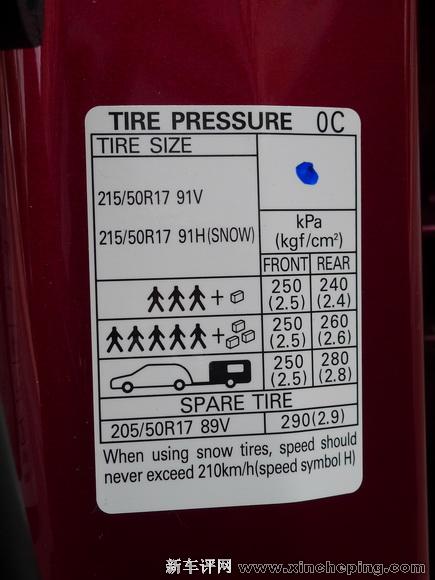 TIRE PRESSURE 0C
TIRE SIZE
215/50R17 91V
215/50R17 91H(SNOW)
kPa
(kgf/cm²)
FRONT REAR
+ 250 240
(2.5) (2.4)
+ 250 260
(2.5) (2.6)
250 280
(2.5) (2.8)
SPARE TIRE
205/50R17 89V 290(2.9)
When using snow tires, speed should
never exceed 210km/h(speed symbol H)
新车评网 www.xincheping.com